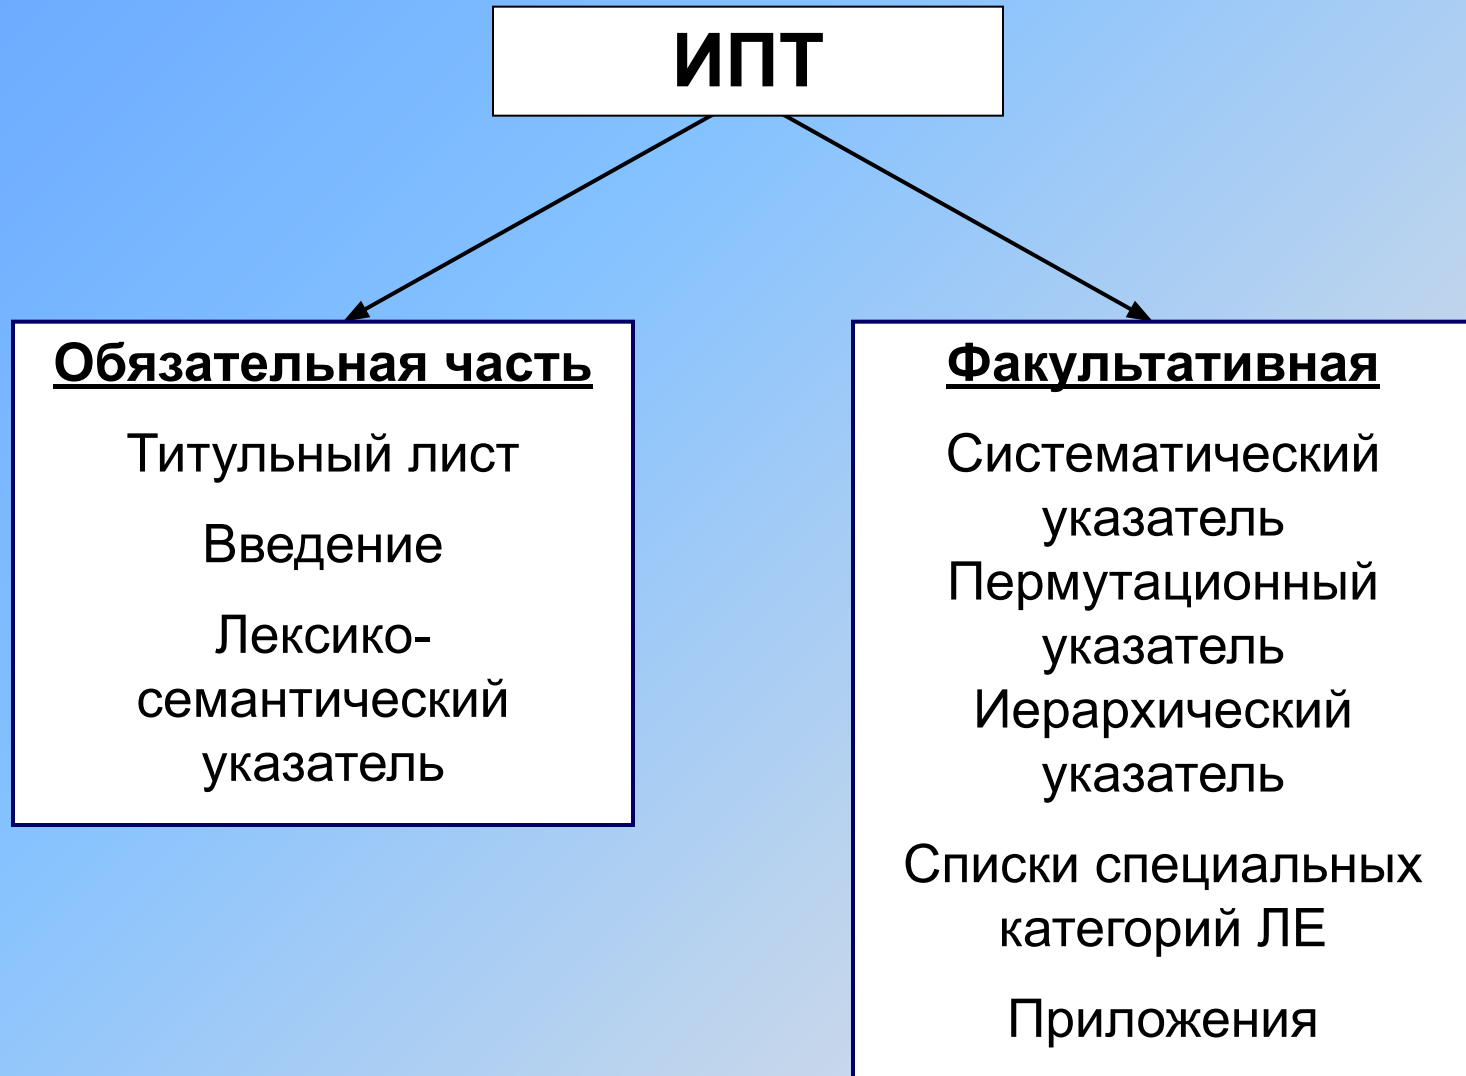 ИПТ
Обязательная часть
Титульный лист
Введение
Лексико-
семантический
указатель
Факультативная
Систематический
указатель
Пермутационный
указатель
Иерархический
указатель
Списки специальных
категорий ЛЕ
Приложения